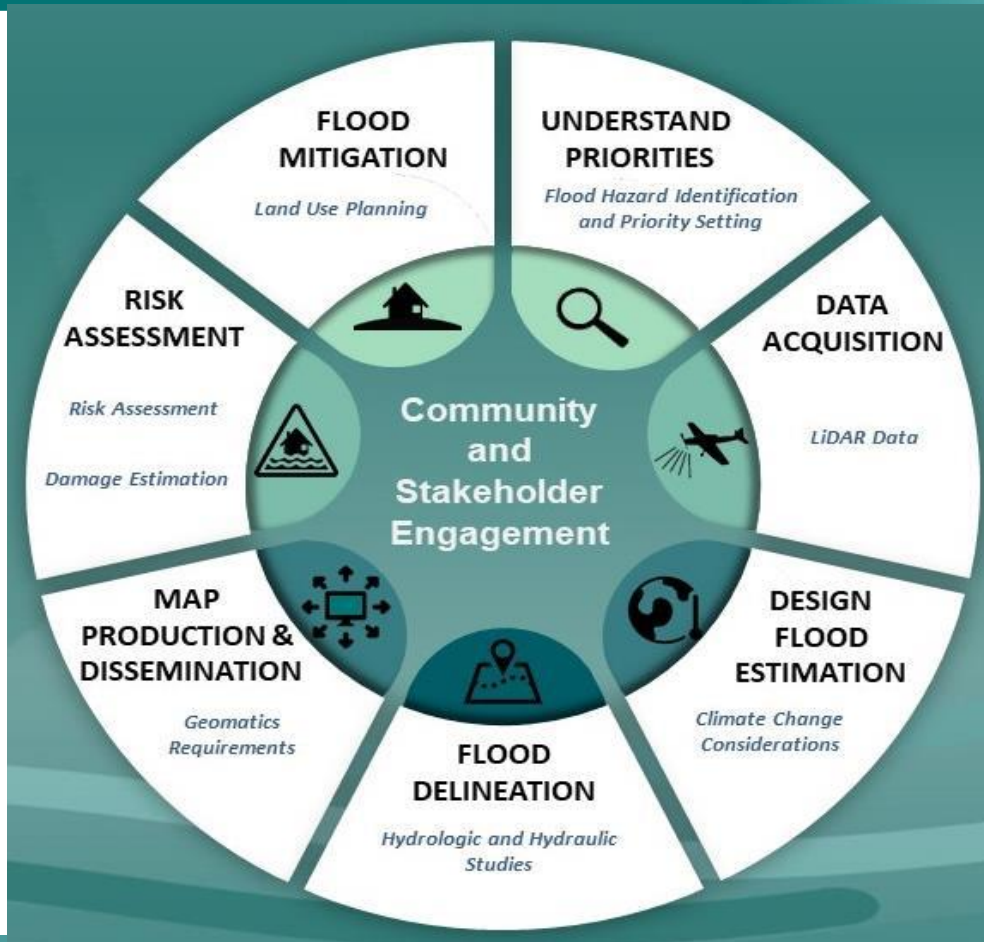 FLOOD
MITIGATION
Land Use Planning
UNDERSTAND
PRIORITIES
Flood Hazard Identification
and Priority Setting
DATA
ACQUISITION
LiDAR Data
DESIGN
FLOOD
ESTIMATION
Climate Change
Considerations
FLOOD
DELINEATION
Hydrologic and Hydraulic
Studies
MAP
PRODUCTION &
DISSEMINATION
Geomatics
Requirements
RISK
ASSESSMENT
Risk Assessment
Damage Estimation
Community
and
Stakeholder
Engagement